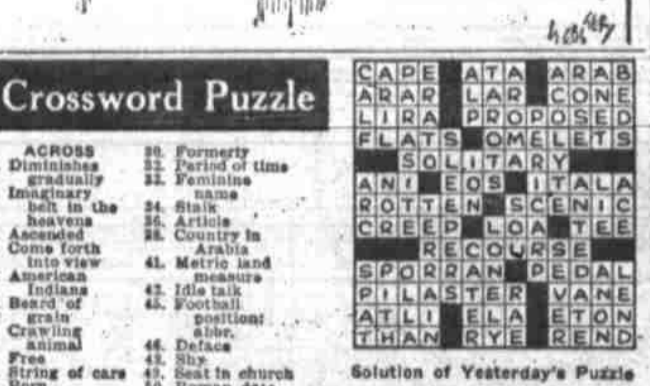 Crossword Puzzle
ACROSS
Diminishes
gradually
Imaginary
belt in the
heavens
Ascended
Come forth
into view
American
Indians
Beard of
grain
Crawling
animal
Free
String of cars
30. Formerly
32. Period of time
33. Feminine
name
34. Stalk
36. Article
38. Country in
Arabia
41. Metric land
measure
43. Idle talk
45. Football
position:
abbr.
46. Deface
48. Shy
49. Seat in church
CAPE ATA ARAB
ARAR LAR CONE
LIRA PROPOSED
FLATS OMELETS
SOLITARY
ANI EOS ITALA
ROTTEN SCENIC
CREEP LOA TEE
RECOURSE
SPORRAN PEDAL
PILASTER VANE
ATLI ELA ETON
THAN RYE REND
Solution of Yesterday's Puzzle